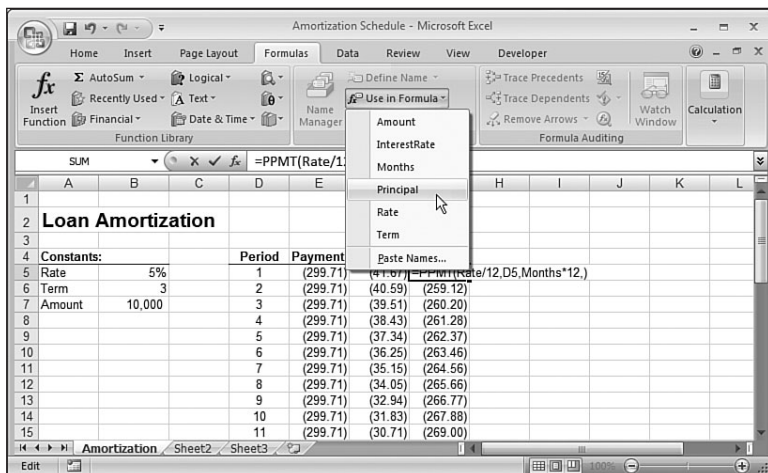 Amortization Schedule - Microsoft Excel
Home Insert Page Layout Formulas Data Review View Developer
Insert Function
Σ AutoSum
Recently Used
Financial
Logical
Text
Date & Time
Function Library
Name Manager
Define Name
Use in Formula
Trace Precedents
Trace Dependents
Remove Arrows
Watch Window
Formula Auditing
Calculation
Amount
InterestRate
Months
Principal
Rate
Term
Paste Names...
SUM fx =PPMT(Rate/12
A B C D E H I J K L
1
2 Loan Amortization
3
4 Constants: Period Payment
5 Rate 5% 1 (299.71) (41.67) =PPMT(Rate/12,D5,Months*12,)
6 Term 3 2 (299.71) (40.59) (259.12)
7 Amount 10,000 3 (299.71) (39.51) (260.20)
8 4 (299.71) (38.43) (261.28)
9 5 (299.71) (37.34) (262.37)
10 6 (299.71) (36.25) (263.46)
11 7 (299.71) (35.15) (264.56)
12 8 (299.71) (34.05) (265.66)
13 9 (299.71) (32.94) (266.77)
14 10 (299.71) (31.83) (267.88)
15 11 (299.71) (30.71) (269.00)
Amortization Sheet2 Sheet3
Edit 100%